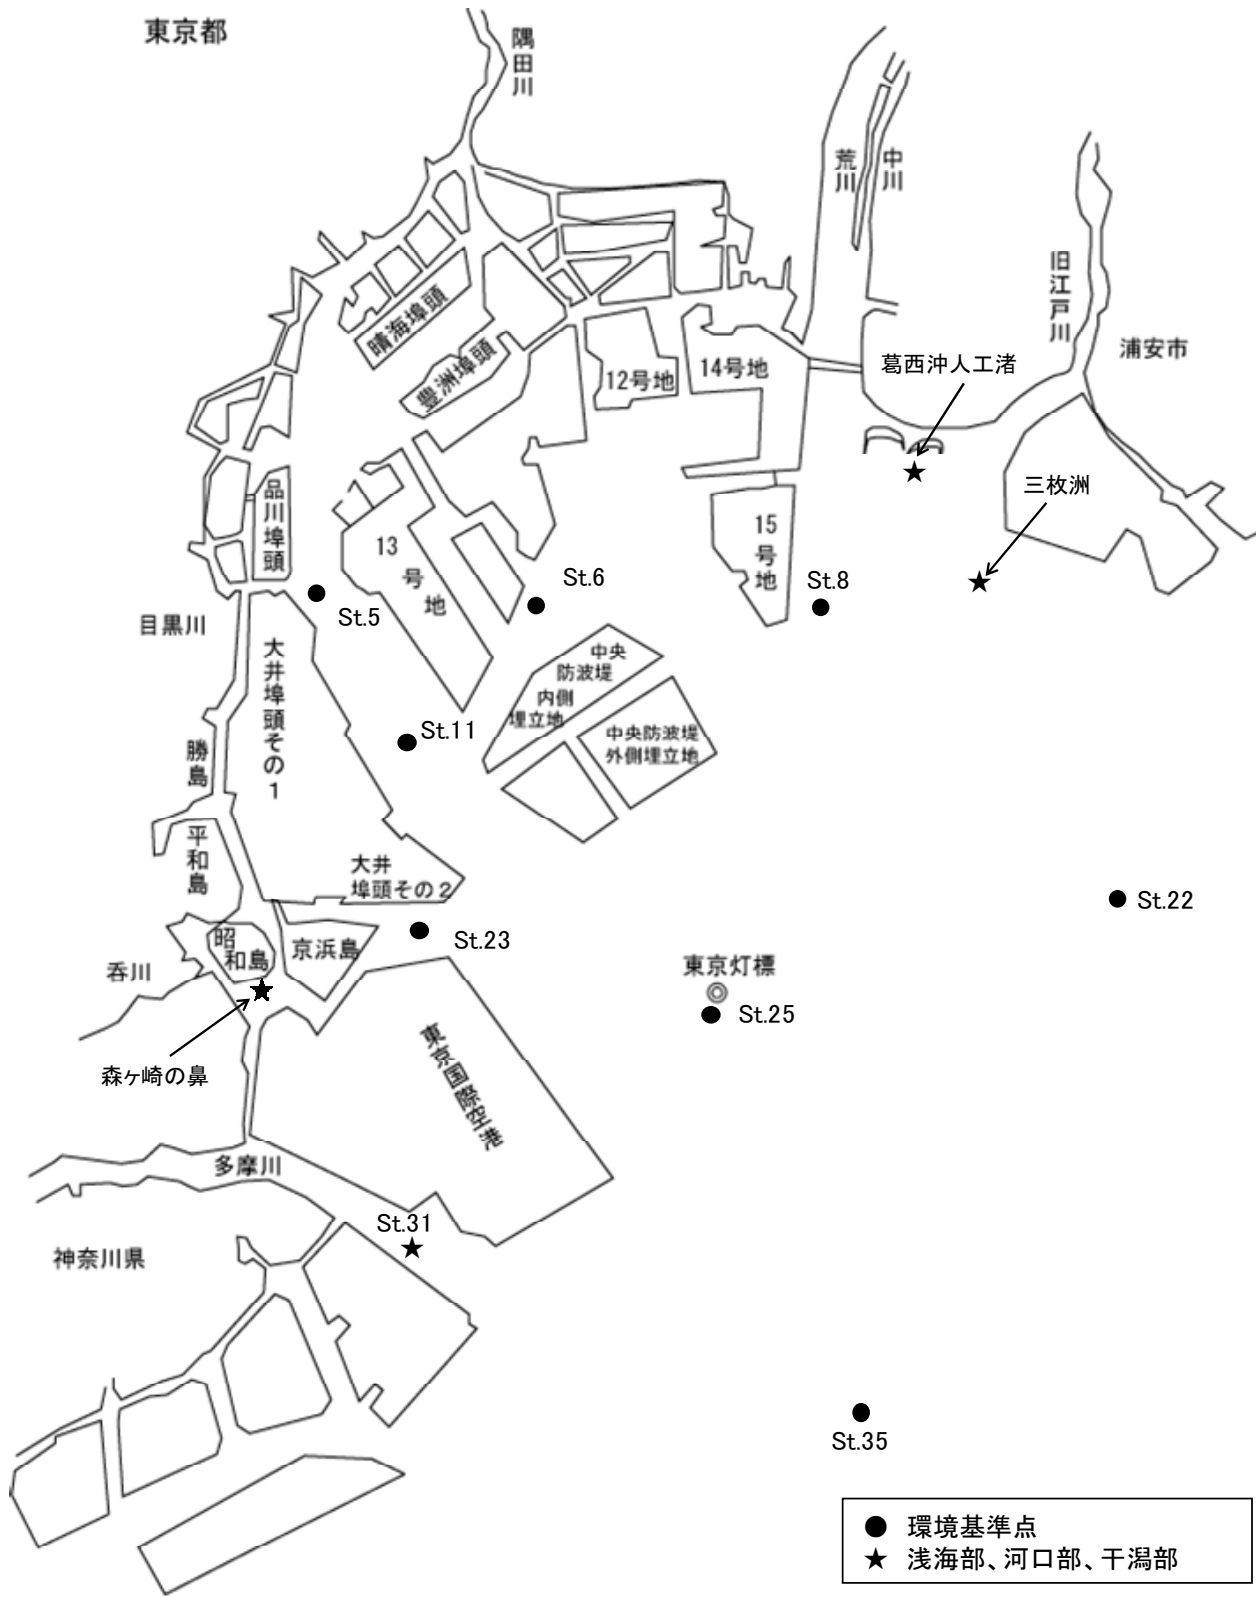 東京都
隅田川
荒川
中川
旧江戸川
浦安市
葛西沖人工渚
三枚洲
晴海埠頭
豊洲埠頭
12号地
14号地
品川埠頭
13号地
15号地
St.5
St.6
St.8
目黒川
大井埠頭その1
中央
防波堤
内側
埋立地
中央防波堤
外側埋立地
St.11
勝島
平和島
大井
埠頭その2
St.22
St.23
昭
和島
京浜島
呑川
東京灯標
St.25
森ヶ崎の鼻
東京国際空港
多摩川
St.31
神奈川県
St.35
● 環境基準点
★ 浅海部、河口部、干潟部